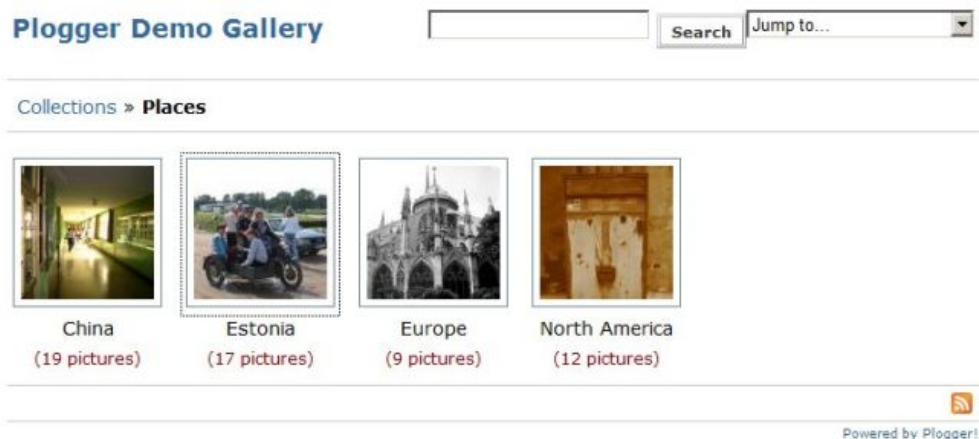 Plogger Demo Gallery
Search
Jump to...
Collections » Places
China
Estonia
Europe
North America
(19 pictures)
(17 pictures)
(9 pictures)
(12 pictures)
Powered by Plogger!